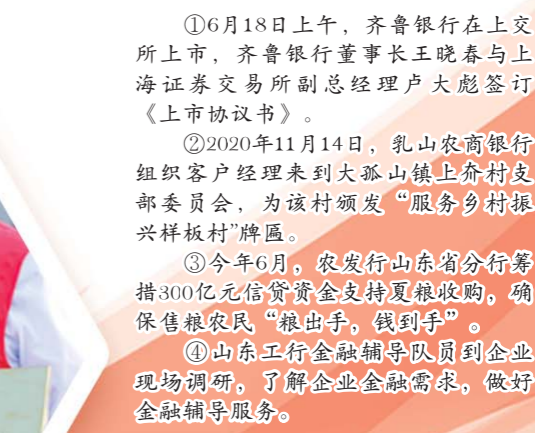 ①6月18日上午，齐鲁银行在上交
所上市，齐鲁银行董事长王晓春与上
海证券交易所副总经理卢大彪签订
《上市协议书》。
②2020年11月14日，乳山农商银行
组织客户经理来到大孤山镇上夼村支
部委员会，为该村颁发“服务乡村振
兴样板村”牌匾。
③今年6月，农发行山东省分行筹
措300亿元信贷资金支持夏粮收购，确
保售粮农民“粮出手，钱到手”。
④山东工行金融辅导队员到企业
现场调研，了解企业金融需求，做好
金融辅导服务。